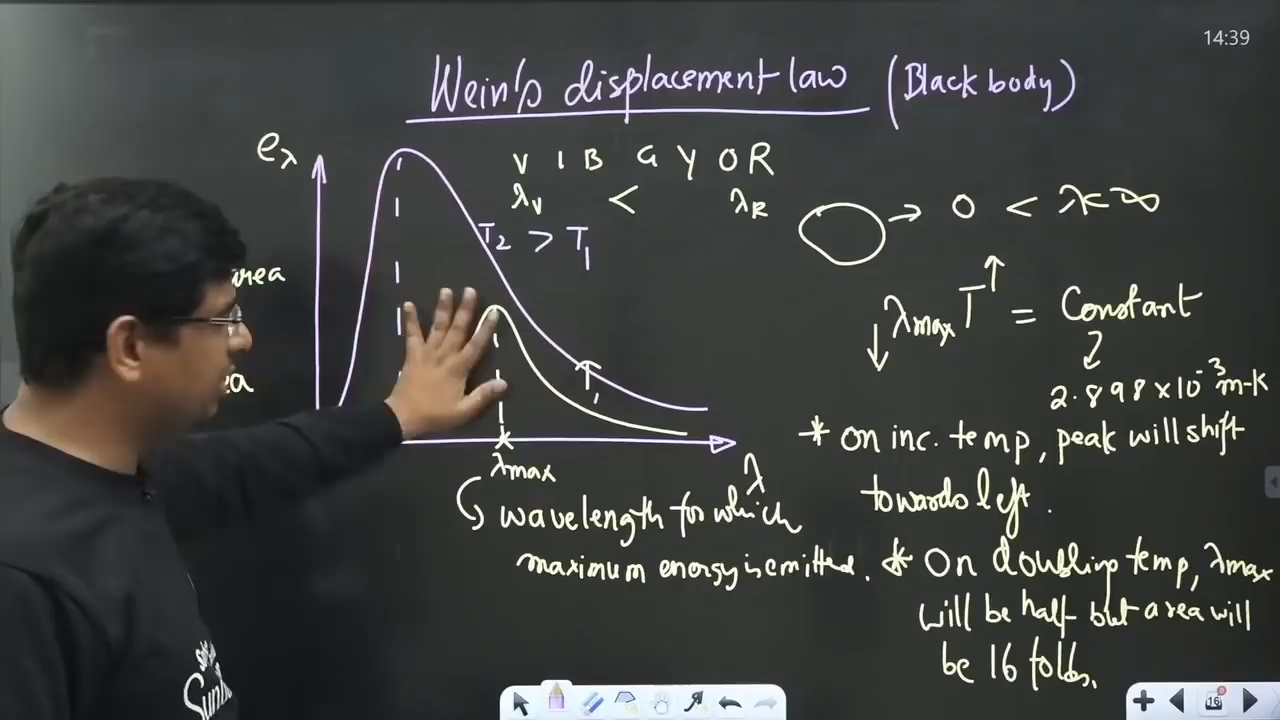 14:39
Wein's displacement law (Black body)
eλ
V I B G Y O R
λV < λR
→ 0 < λ < ∞
T2 > T1
area
λmax T = Constant
2.898 × 10^-3 m-K
* on inc. temp, peak will shift
towards left.
λmax
λ
wavelength for which
maximum energy is emitted.
* On doubling temp, λmax
will be half but area will
be 16 folds.
16